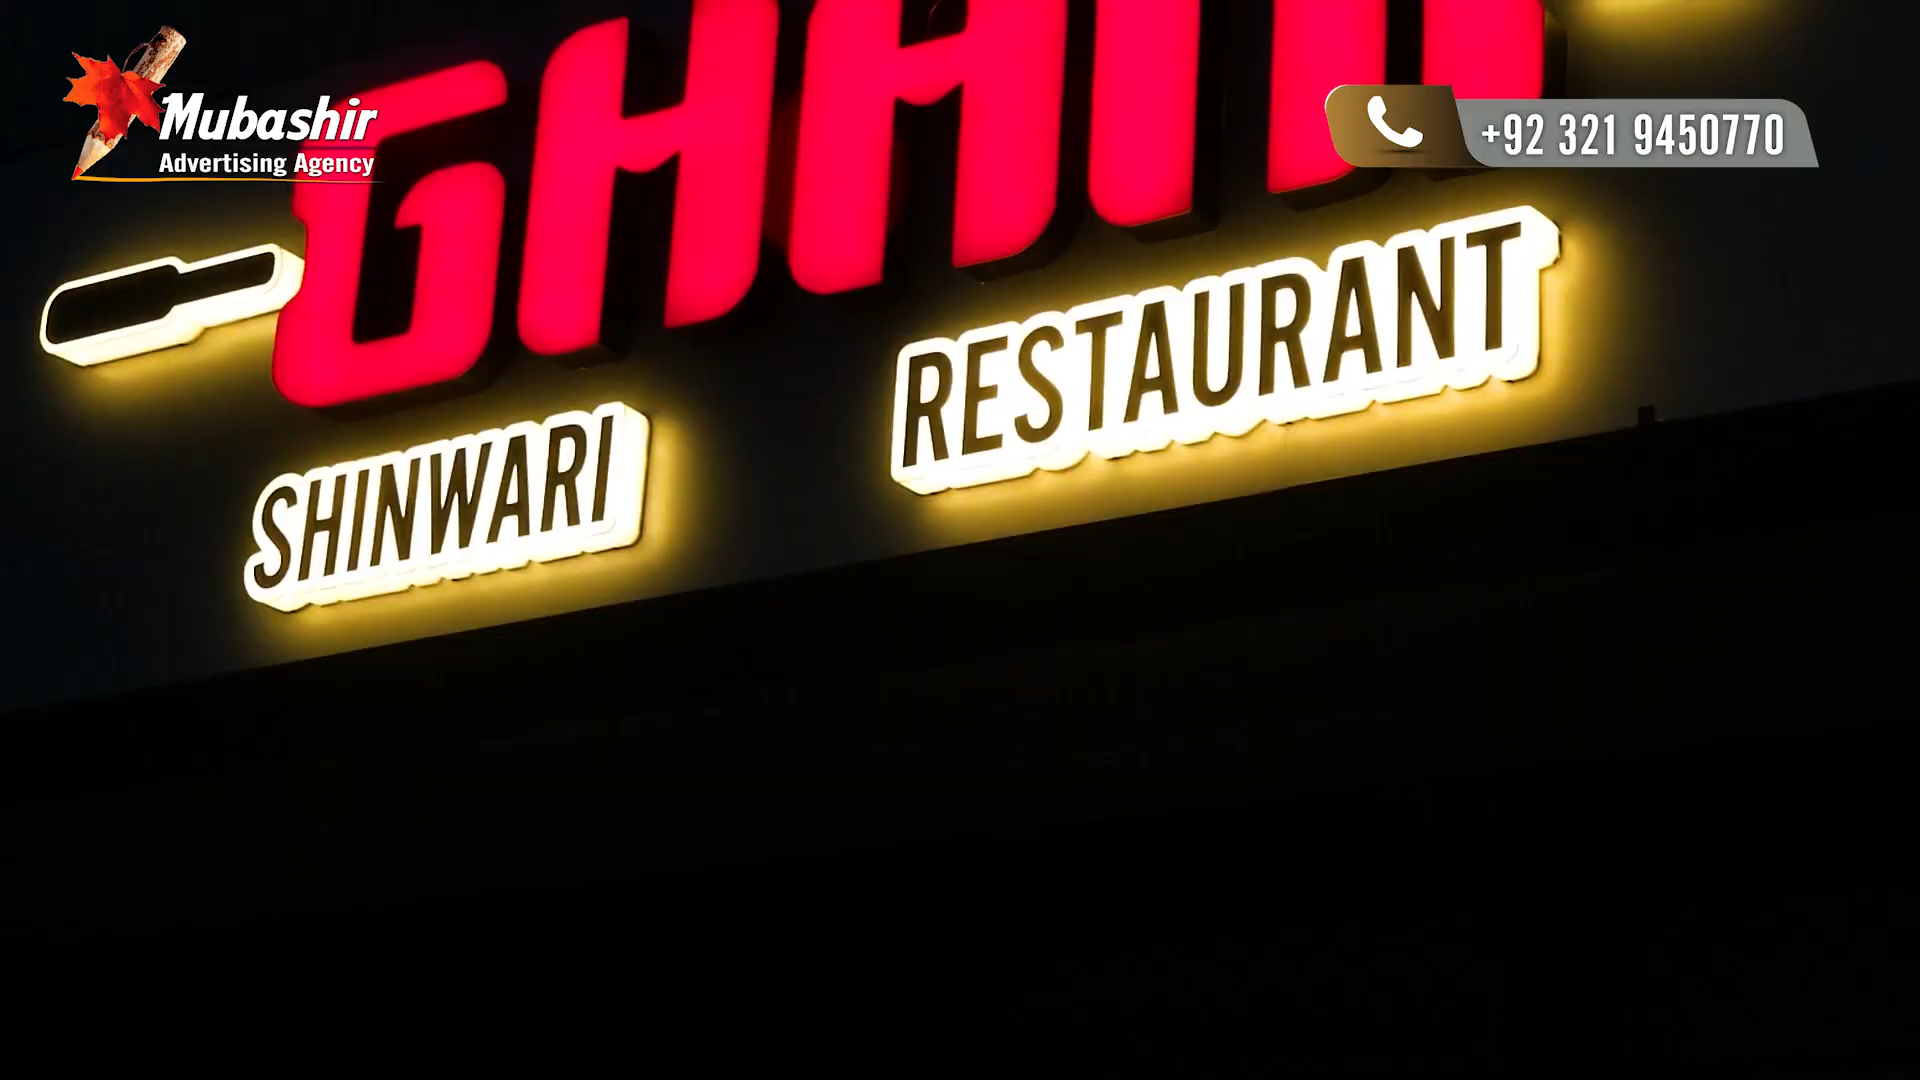 Mubashir
Advertising Agency
+92 321 9450770
SHINWARI
RESTAURANT